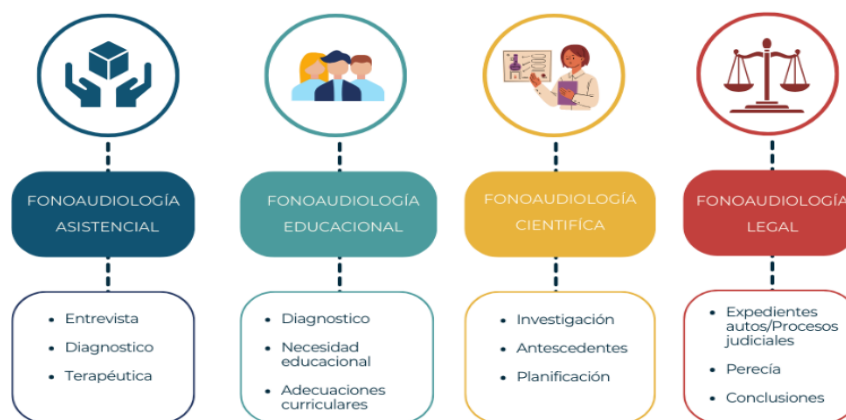 FONOAUDIOLOGÍA
ASISTENCIAL
FONOAUDIOLOGÍA
EDUCACIONAL
FONOAUDIOLOGÍA
CIENTIFÍCA
FONOAUDIOLOGÍA
LEGAL
• Entrevista
• Diagnostico
• Terapéutica
• Diagnostico
• Necesidad
educacional
• Adecuaciones
curriculares
• Investigación
• Antescedentes
• Planificación
• Expedientes
autos/Procesos
judiciales
• Perecía
• Conclusiones